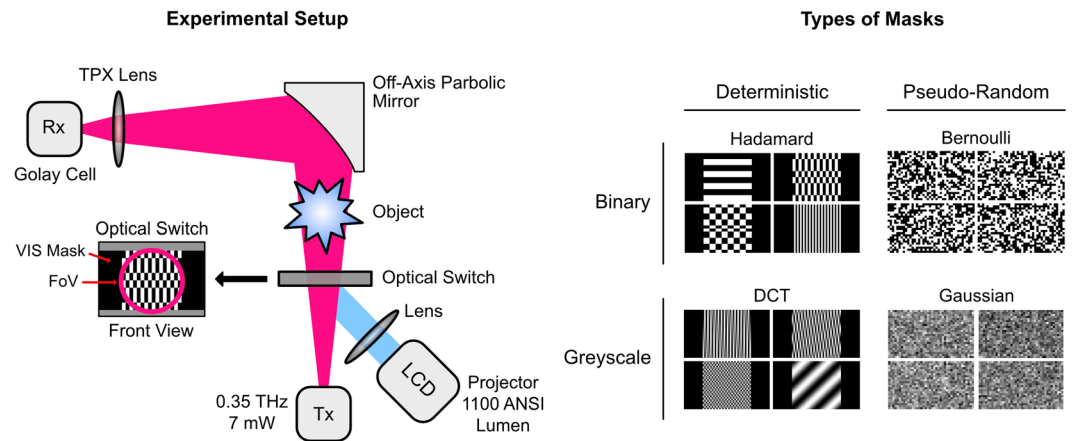 Experimental Setup
TPX Lens
Off-Axis Parbolic
Mirror
Rx
Golay Cell
Object
Optical Switch
VIS Mask
FoV
Front View
Optical Switch
Lens
LCD
0.35 THz
7 mW
Tx
Projector
1100 ANSI
Lumen
Types of Masks
Deterministic
Pseudo-Random
Hadamard
Bernoulli
Binary
DCT
Gaussian
Greyscale